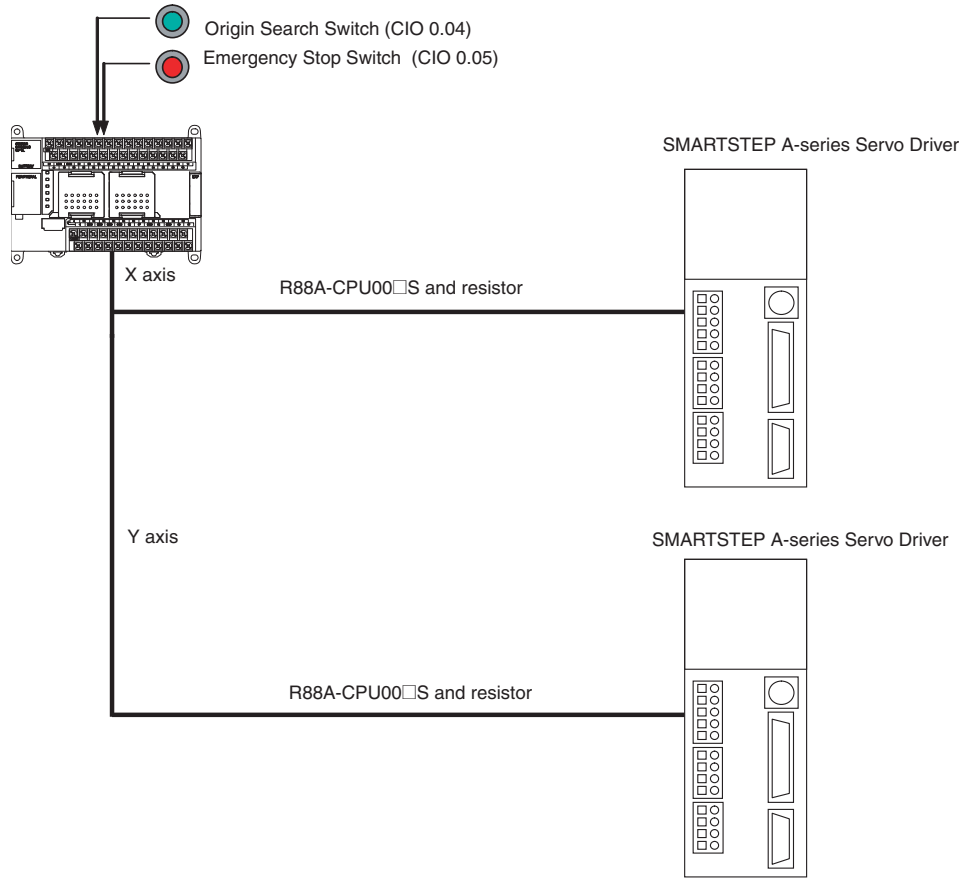 Origin Search Switch (CIO 0.04)
Emergency Stop Switch (CIO 0.05)
SMARTSTEP A-series Servo Driver
X axis
R88A-CPU00□S and resistor
Y axis
SMARTSTEP A-series Servo Driver
R88A-CPU00□S and resistor